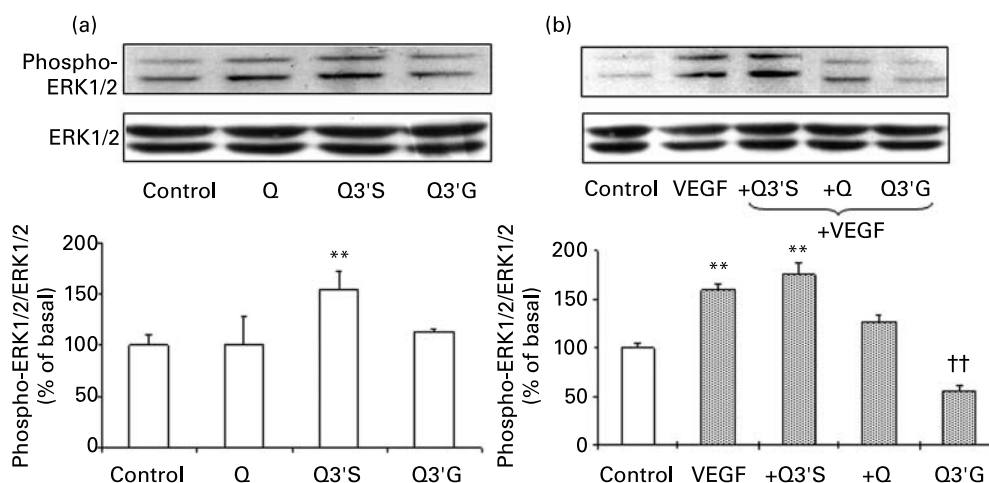 (a)
Phospho-
ERK1/2
ERK1/2
Control Q Q3'S Q3'G
Phospho-ERK1/2/ERK1/2
(% of basal)
200
150
100
50
0
**
Control Q Q3'S Q3'G
(b)
Control VEGF +Q3'S +Q Q3'G
+VEGF
Phospho-ERK1/2/ERK1/2
(% of basal)
200
150
100
50
0
** ** ††
Control VEGF +Q3'S +Q Q3'G